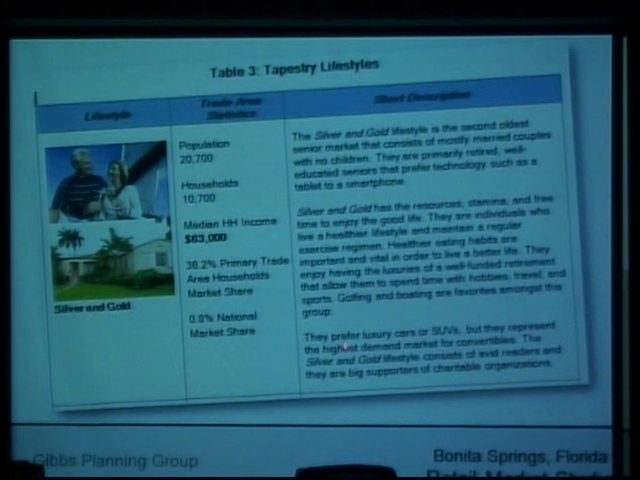 Table 3: Tapestry Lifestyles
Lifestyle
Trade Area
Statistics
Short Description
Population
20,700
Households
10,700
Median HH Income
$63,000
36.2% Primary Trade
Area Households
Market Share
National
Market Share
Silver and Gold
The Silver and Gold lifestyle is the second oldest
senior market that consists of mostly married couples
with no children. They are primarily retired, well-
educated seniors that prefer technology such as a
tablet to a smartphone.
Silver and Gold has the resources, stamina, and free
time to enjoy the good life. They are individuals who
live a healthier lifestyle and maintain a regular
exercise regimen. Healthier eating habits are
important and vital in order to live a better life. They
enjoy having the luxuries of a well-funded retirement
that allow them to spend time with hobbies, travel, and
sports. Golfing and boating are favorites amongst this
group.
They prefer luxury cars or SUVs, but they represent
the highest demand market for convertibles. The
Silver and Gold lifestyle consists of avid readers and
they are big supporters of charitable organizations.
Gibbs Planning Group
Bonita Springs, Florida
Retail Market Study